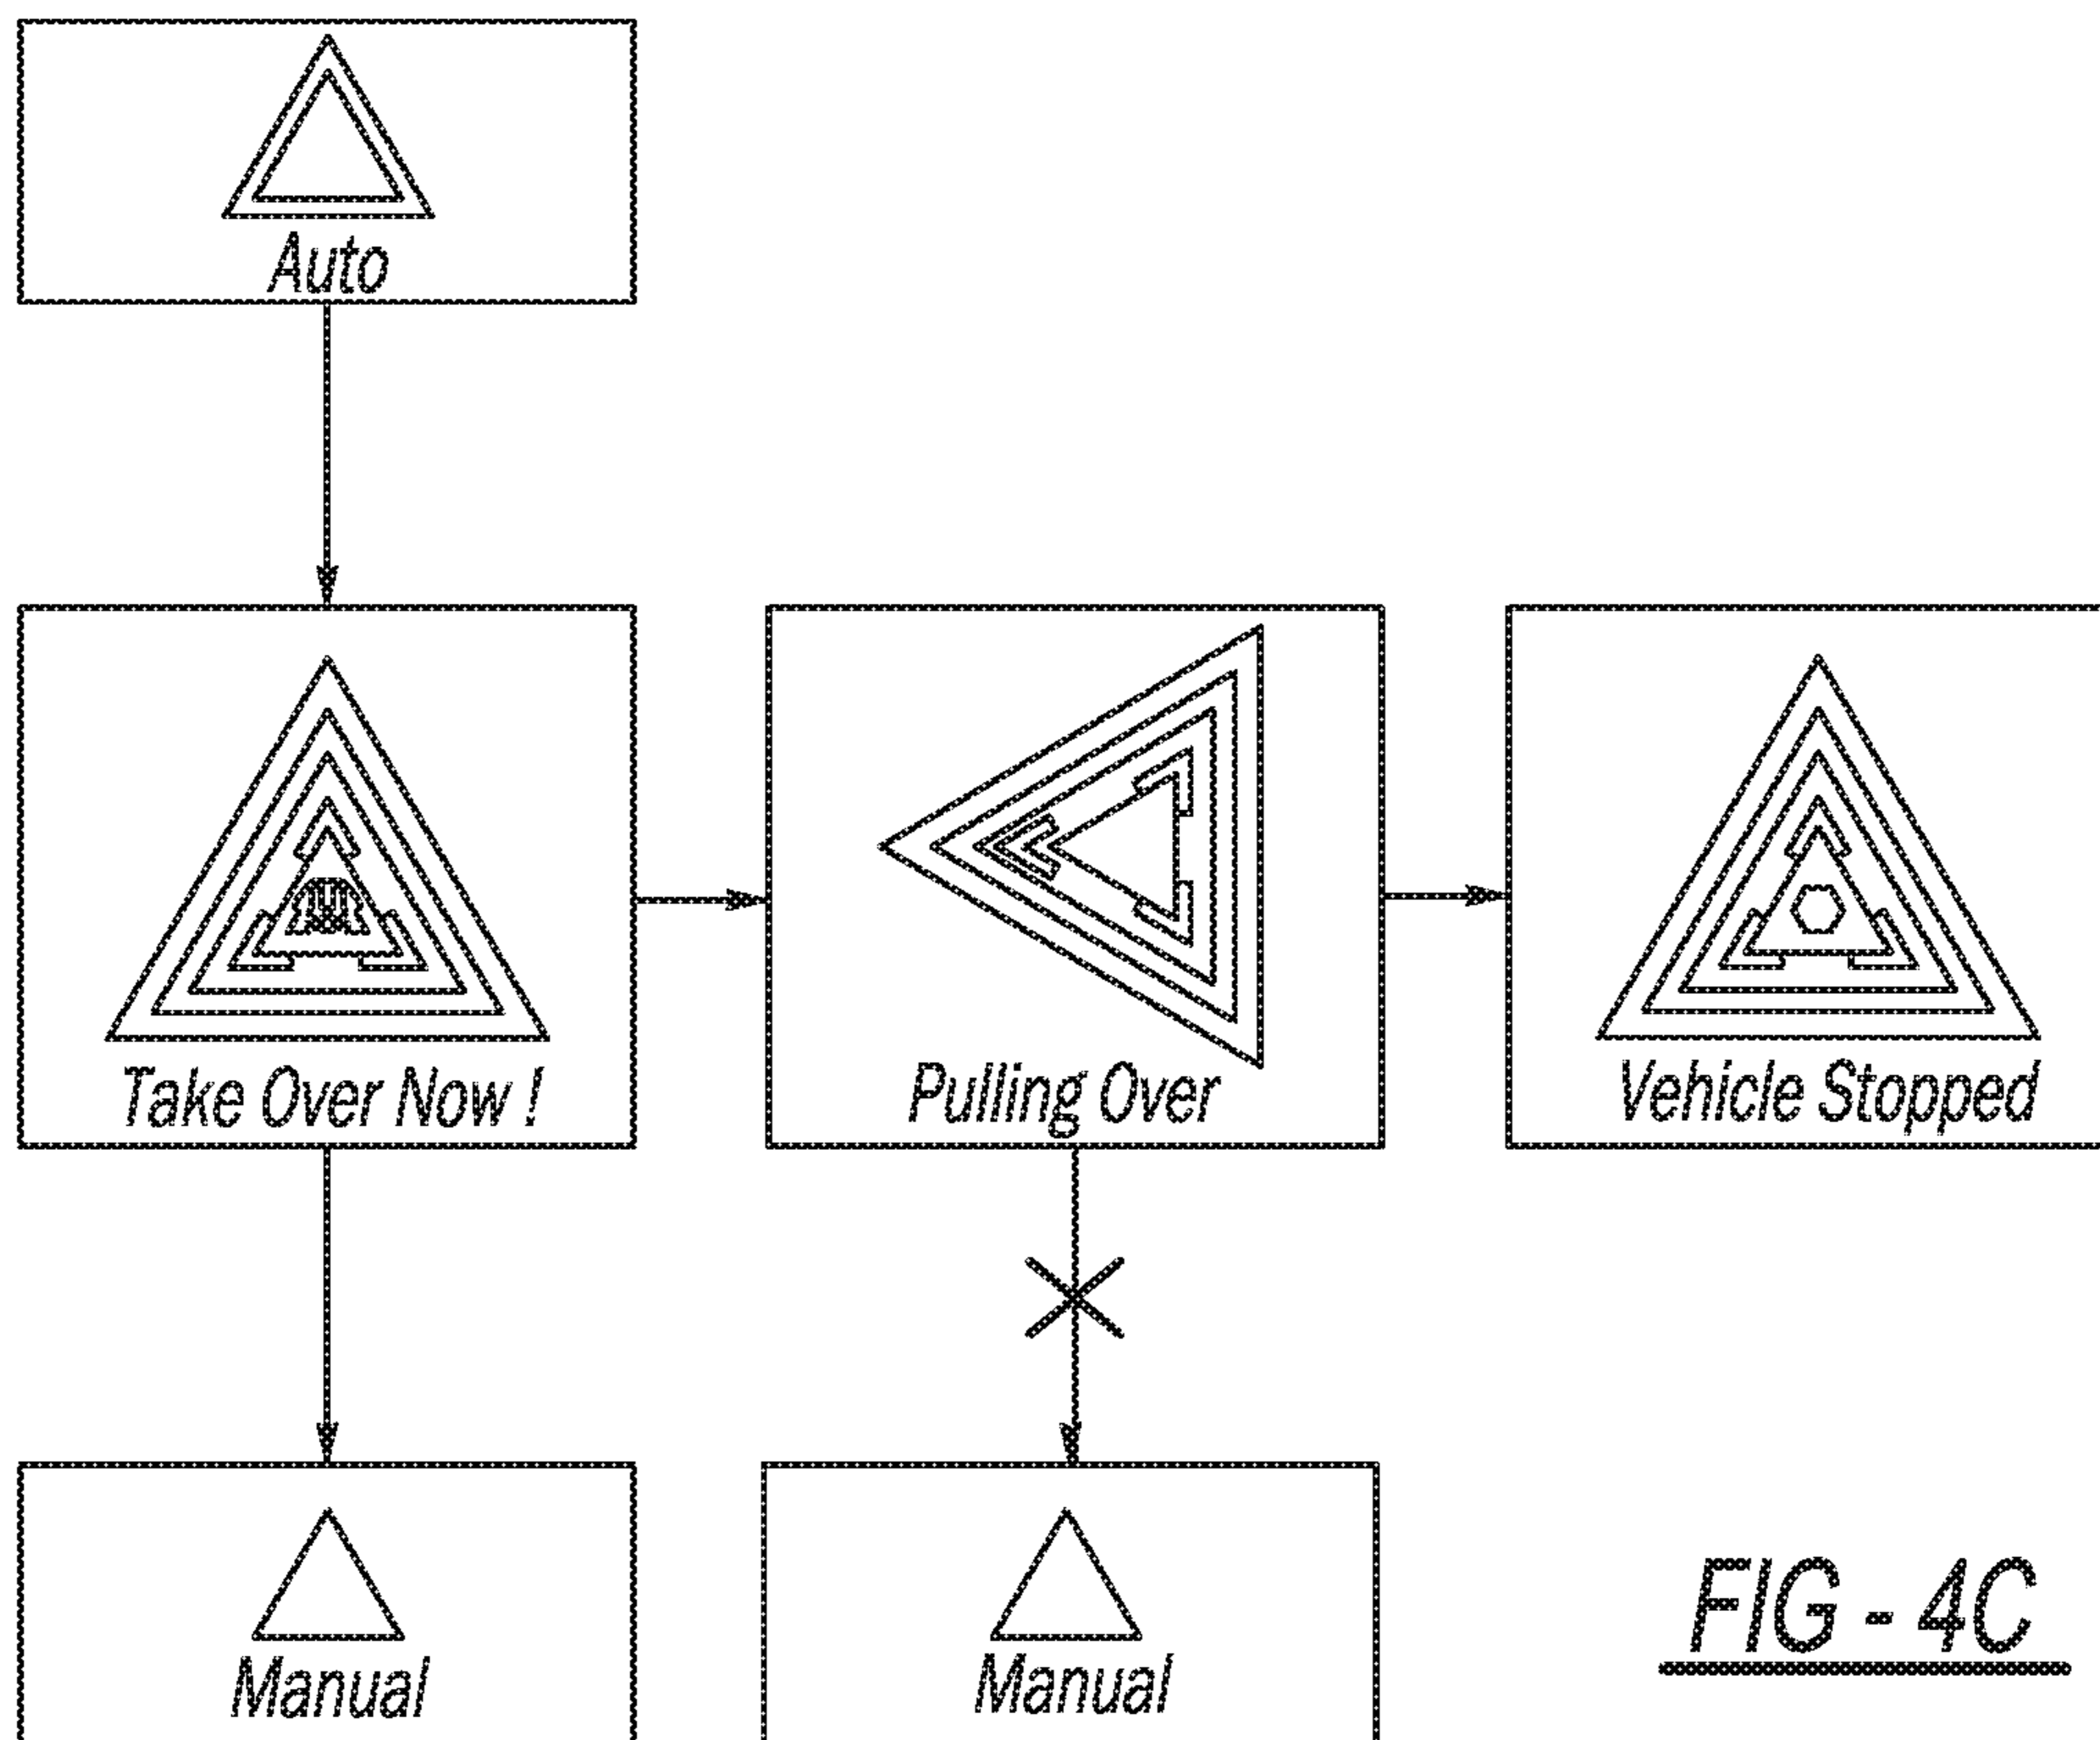 Auto
Take Over Now !
Pulling Over
Vehicle Stopped
Manual
Manual
FIG - 4C